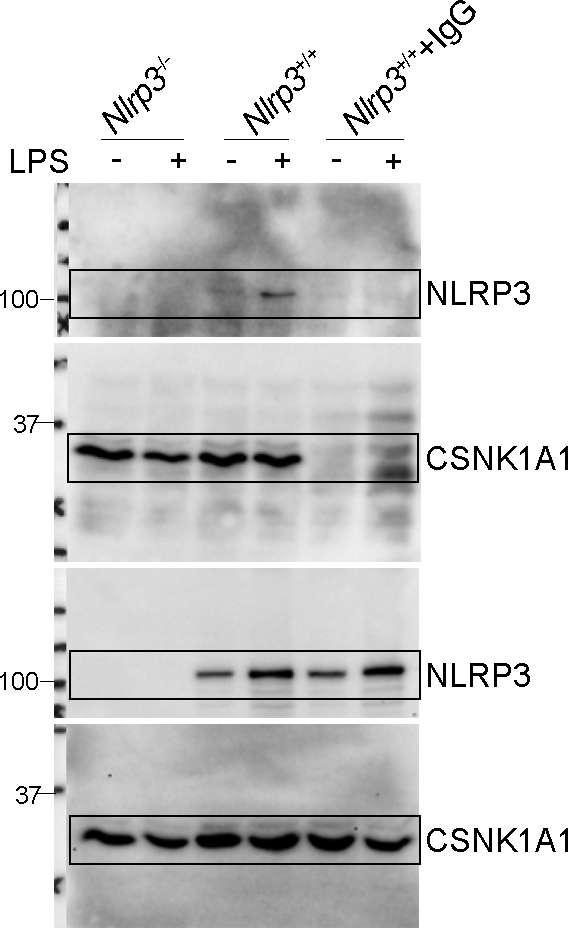 Nlrp3-/- Nlrp3+/+ Nlrp3+/++IgG
LPS - + - + - +
100 NLRP3
37
CSNK1A1
100 NLRP3
37
CSNK1A1